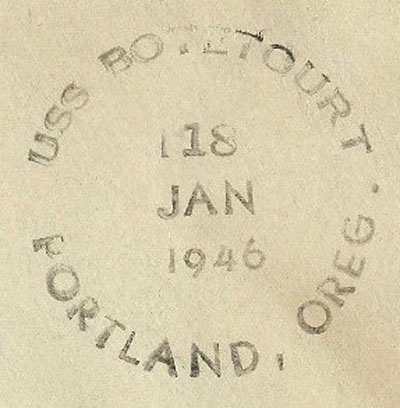 USS BOTETOURT
18
JAN
1946
PORTLAND, OREG.